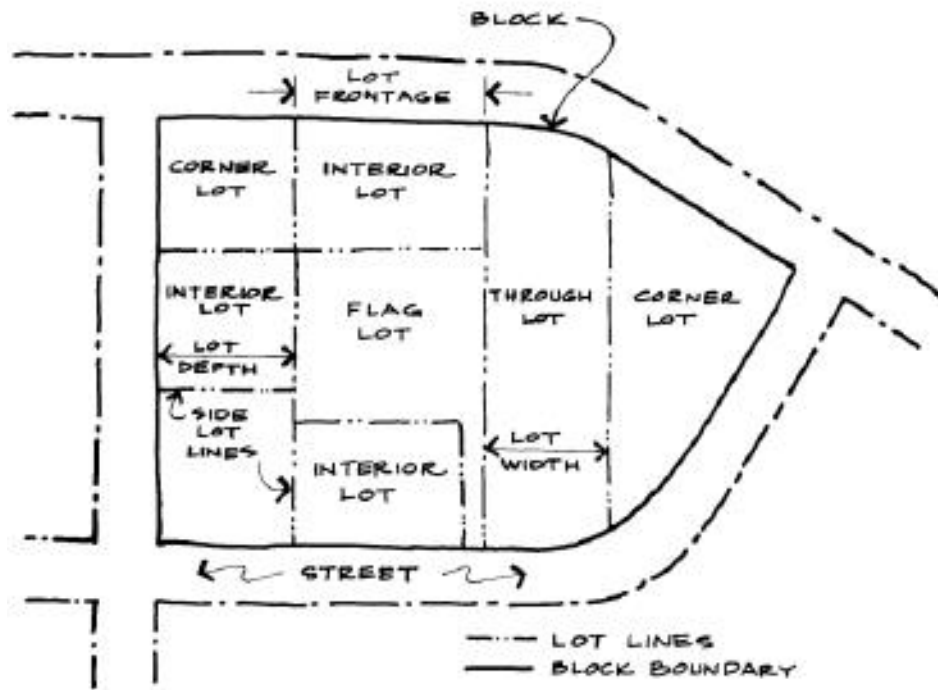 BLOCK
LOT
FRONTAGE
CORNER
LOT
INTERIOR
LOT
INTERIOR
LOT
FLAG
LOT
THROUGH
LOT
CORNER
LOT
LOT
DEPTH
SIDE
LOT
LINES
INTERIOR
LOT
LOT
WIDTH
STREET
LOT LINES
BLOCK BOUNDARY